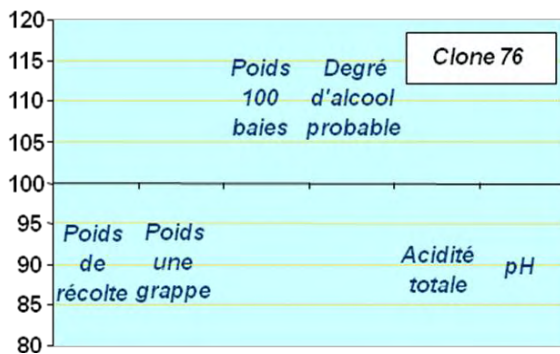 120
115
110
105
100
95
90
85
80
Clone 76
Poids
100
baies
Degré
d'alcool
probable
Poids
de
récolte
Poids
une
grappe
Acidité
totale
pH